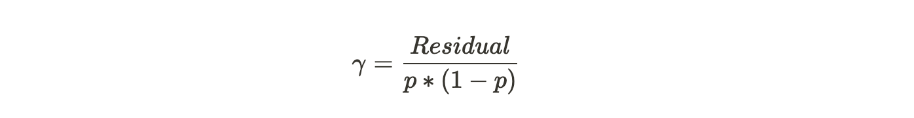 γ = Residual / p * (1 − p)